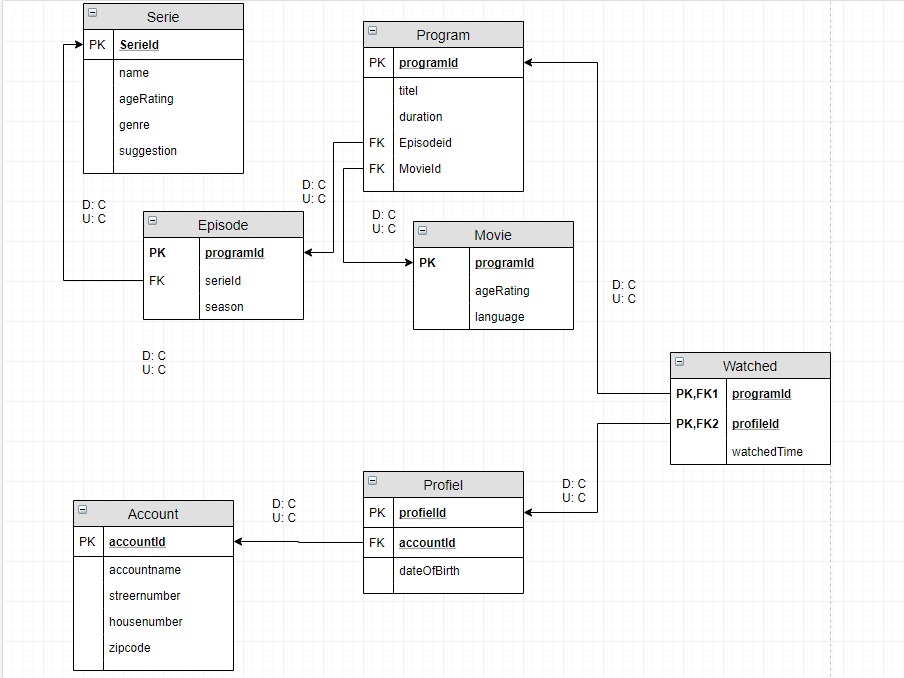 Serie
PK SerieId
name
ageRating
genre
suggestion
Program
PK programId
titel
duration
FK Episodeid
FK MovieId
D: C
U: C
D: C
U: C
D: C
U: C
Episode
PK programId
FK serieId
season
Movie
PK programId
ageRating
language
D: C
U: C
D: C
U: C
Watched
PK,FK1 programId
PK,FK2 profileId
watchedTime
Profiel
PK profielId
FK accountId
dateOfBirth
D: C
U: C
D: C
U: C
Account
PK accountId
accountname
streernumber
housenumber
zipcode